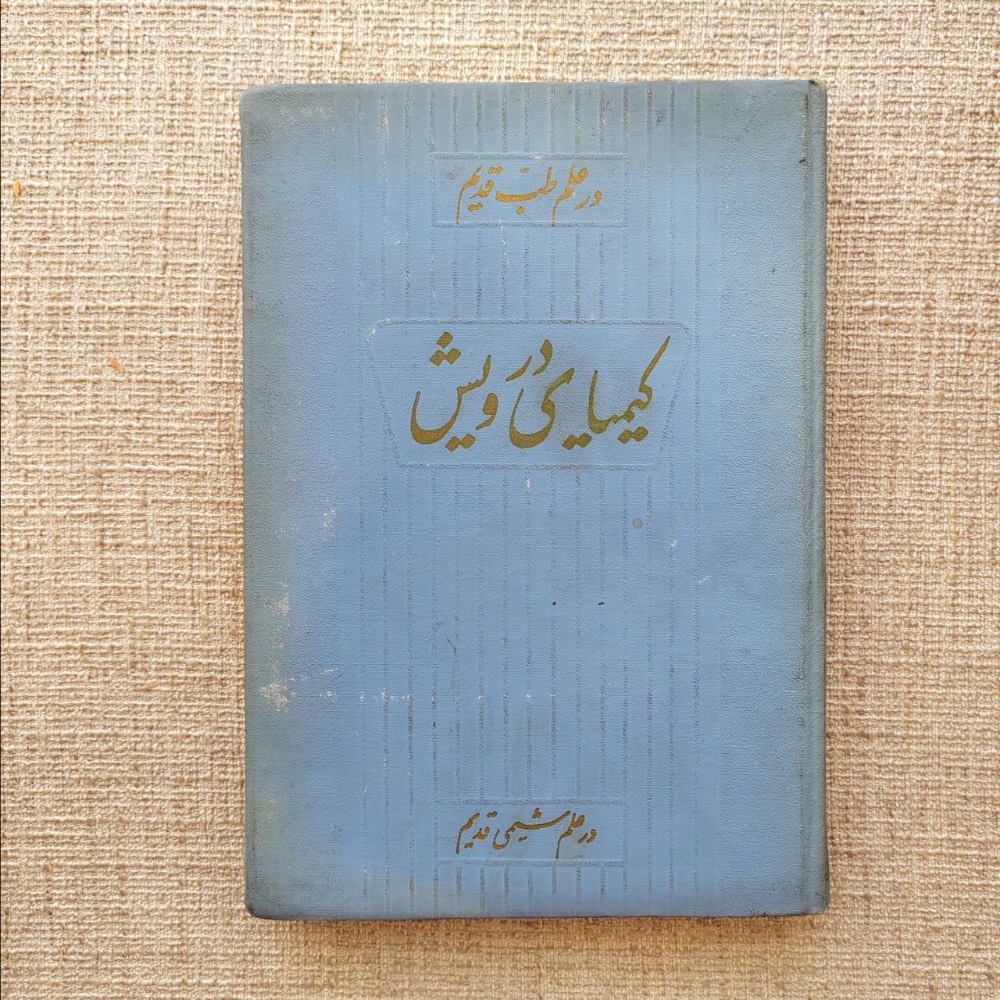 در علم طبّ قدیم
کیمیای درویش
در علم شیمی قدیم